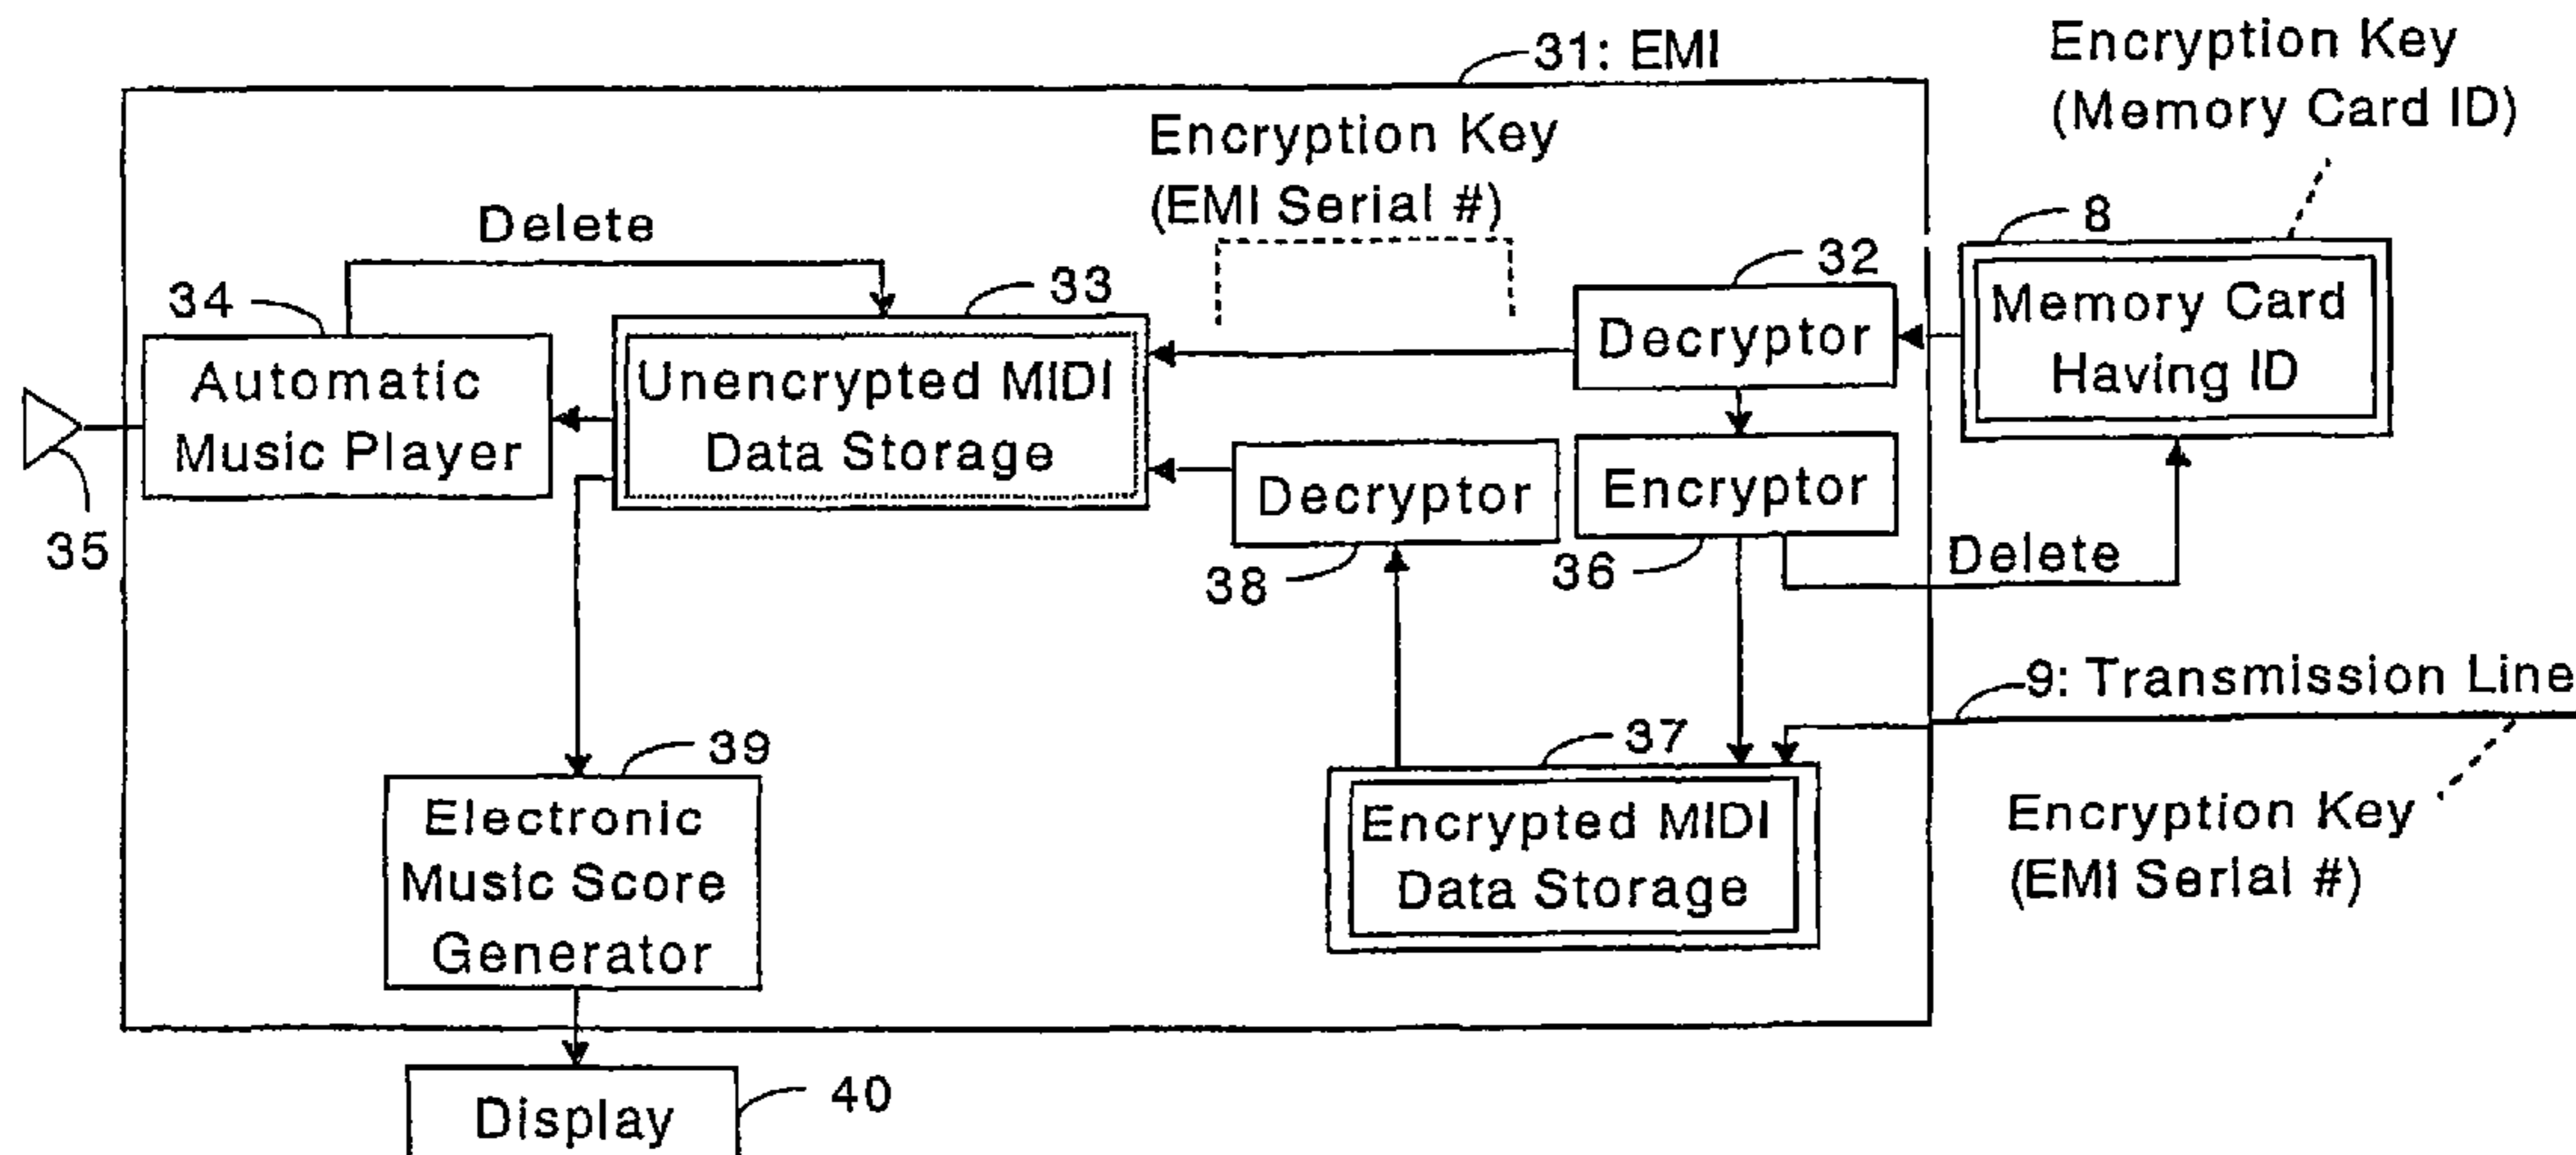 31: EMI
Encryption Key
(Memory Card ID)
Encryption Key
(EMI Serial #)
Delete
8
32
34
33
Memory Card
Having ID
Decryptor
Automatic
Music Player
Unencrypted MIDI
Data Storage
Decryptor
Encryptor
35
38
36
Delete
9: Transmission Line
37
39
Encryption Key
(EMI Serial #)
Electronic
Music Score
Generator
Encrypted MIDI
Data Storage
Display
40